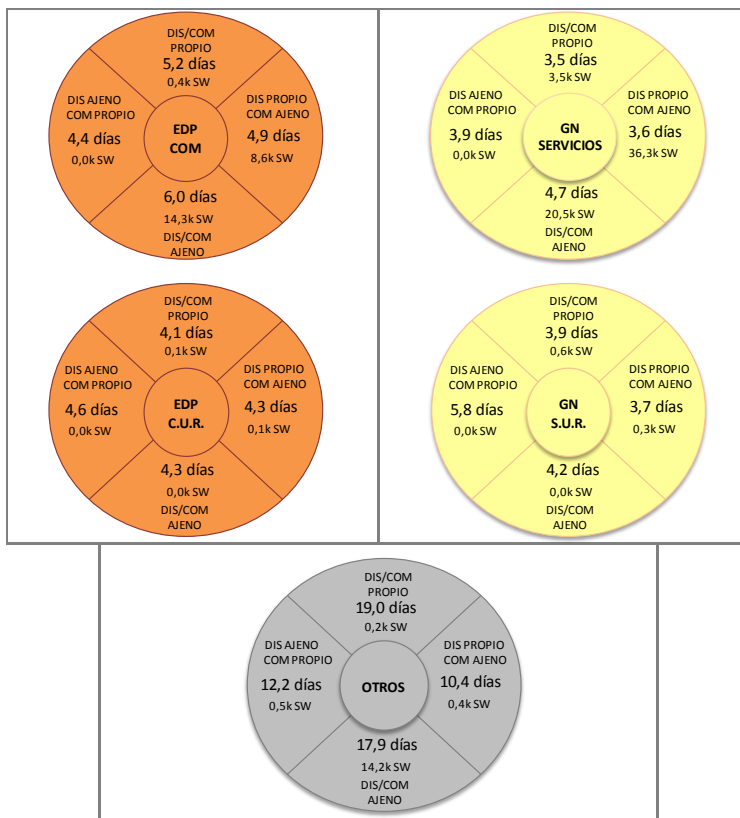 DIS/COM
PROPIO
5,2 días
0,4k SW
DIS AJENO
COM PROPIO
4,4 días
0,0k SW
EDP
COM
DIS PROPIO
COM AJENO
4,9 días
8,6k SW
6,0 días
14,3k SW
DIS/COM
AJENO
DIS/COM
PROPIO
3,5 días
3,5k SW
DIS AJENO
COM PROPIO
3,9 días
0,0k SW
GN
SERVICIOS
DIS PROPIO
COM AJENO
3,6 días
36,3k SW
4,7 días
20,5k SW
DIS/COM
AJENO
DIS/COM
PROPIO
4,1 días
0,1k SW
DIS AJENO
COM PROPIO
4,6 días
0,0k SW
EDP
C.U.R.
DIS PROPIO
COM AJENO
4,3 días
0,1k SW
4,3 días
0,0k SW
DIS/COM
AJENO
DIS/COM
PROPIO
3,9 días
0,6k SW
DIS AJENO
COM PROPIO
5,8 días
0,0k SW
GN
S.U.R.
DIS PROPIO
COM AJENO
3,7 días
0,3k SW
4,2 días
0,0k SW
DIS/COM
AJENO
DIS/COM
PROPIO
19,0 días
0,2k SW
DIS AJENO
COM PROPIO
12,2 días
0,5k SW
OTROS
DIS PROPIO
COM AJENO
10,4 días
0,4k SW
17,9 días
14,2k SW
DIS/COM
AJENO